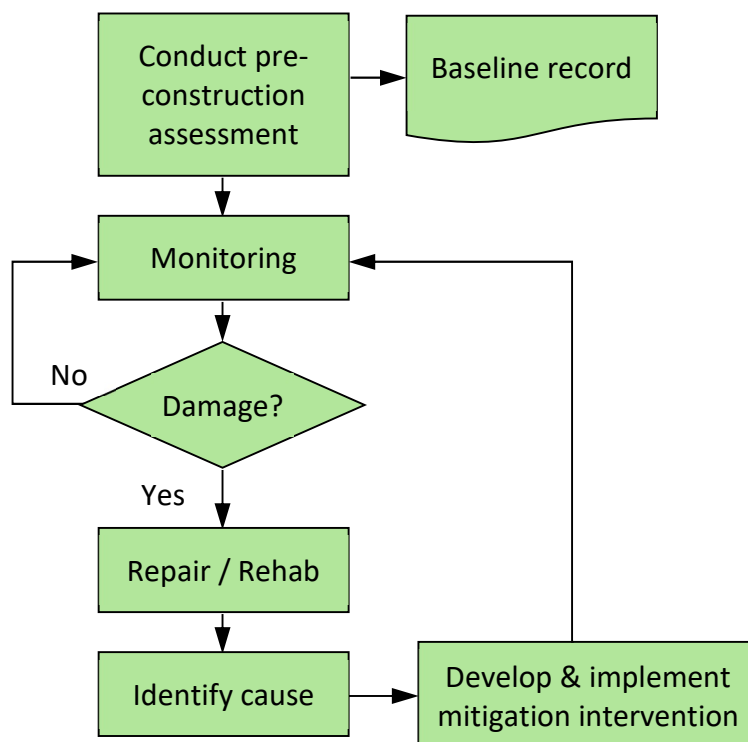 Conduct pre-
construction
assessment
Baseline record
Monitoring
No
Damage?
Yes
Repair / Rehab
Identify cause
Develop & implement
mitigation intervention